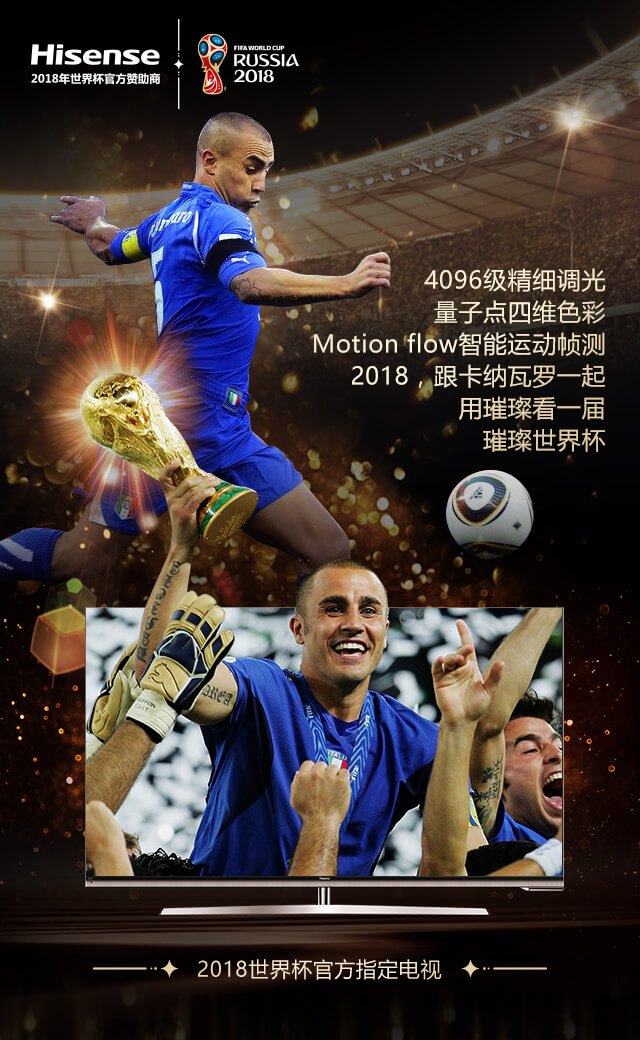 Hisense
2018年世界杯官方赞助商
FIFA WORLD CUP
RUSSIA
2018
5
4096级精细调光
量子点四维色彩
Motion flow智能运动帧测
2018，跟卡纳瓦罗一起
用璀璨看一届
璀璨世界杯
ITALIA
2018世界杯官方指定电视